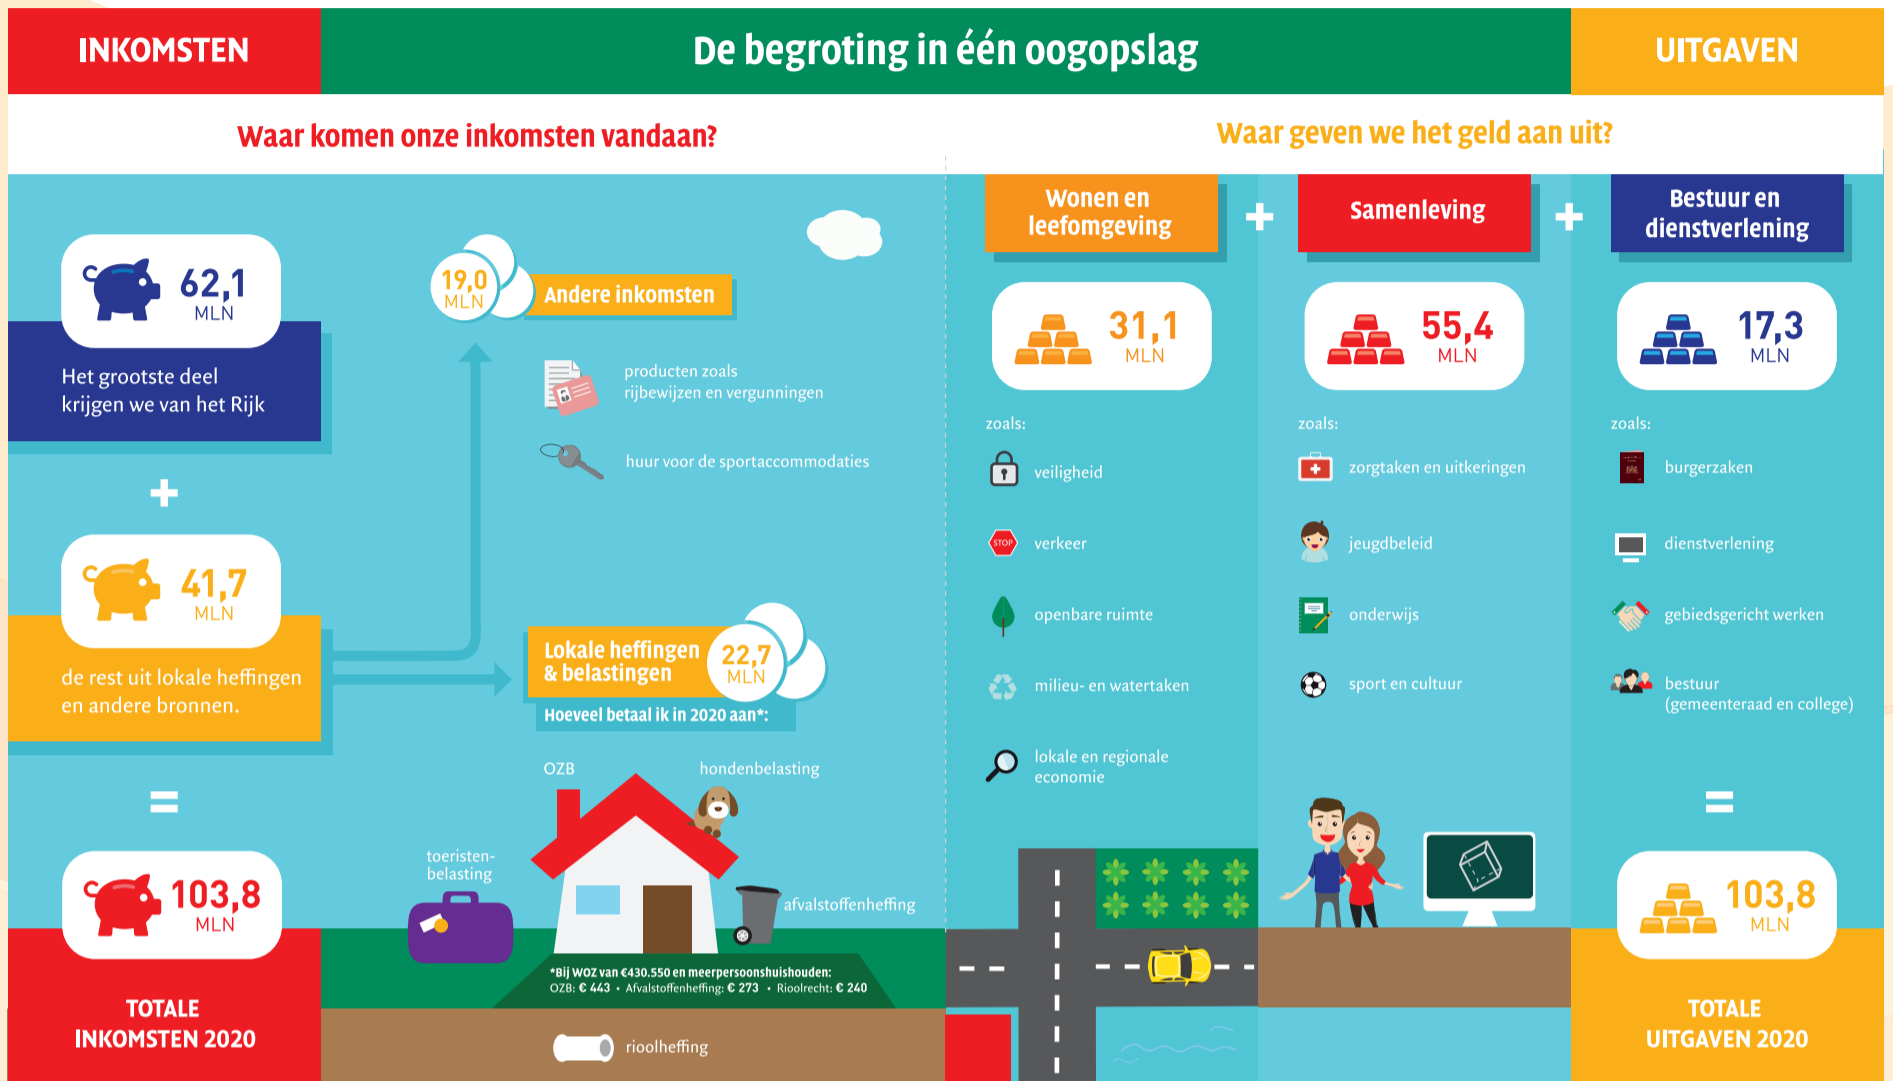 INKOMSTEN
De begroting in één oogopslag
UITGAVEN
Waar komen onze inkomsten vandaan?
Waar geven we het geld aan uit?
62,1
MLN
Het grootste deel
krijgen we van het Rijk
+
41,7
MLN
de rest uit lokale heffingen
en andere bronnen.
=
103,8
MLN
TOTALE
INKOMSTEN 2020
19,0
MLN
Andere inkomsten
producten zoals
rijbewijzen en vergunningen
huur voor de sportaccommodaties
Lokale heffingen
& belastingen
22,7
MLN
Hoeveel betaal ik in 2020 aan*:
OZB
hondenbelasting
toeristen-
belasting
afvalstoffenheffing
*Bij WOZ van €430.550 en meerpersoonshuishouden:
OZB: € 443 • Afvalstoffenheffing: € 273 • Rioolrecht: € 240
rioolheffing
Wonen en
leefomgeving
31,1
MLN
zoals:
veiligheid
STOP
verkeer
openbare ruimte
milieu- en watertaken
lokale en regionale
economie
+
Samenleving
55,4
MLN
zoals:
zorgtaken en uitkeringen
jeugdbeleid
onderwijs
sport en cultuur
+
Bestuur en
dienstverlening
17,3
MLN
zoals:
burgerzaken
dienstverlening
gebiedsgericht werken
bestuur
(gemeenteraad en college)
=
103,8
MLN
TOTALE
UITGAVEN 2020